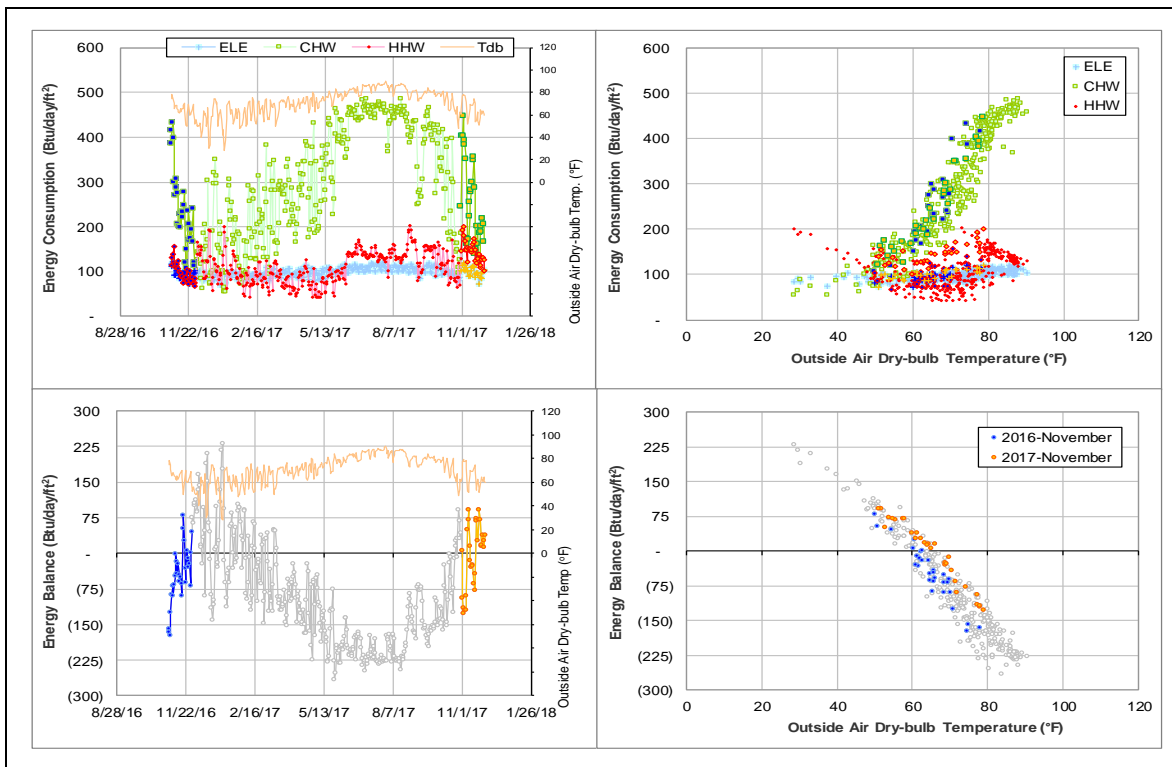 ELE CHW HHW Tdb
600
500
400
300
200
100
-
120
100
80
60
40
20
0
Energy Consumption (Btu/day/ft²)
Outside Air Dry-bulb Temp. (°F)
8/28/16 11/22/16 2/16/17 5/13/17 8/7/17 11/1/17 1/26/18
ELE
CHW
HHW
600
500
400
300
200
100
-
Energy Consumption (Btu/day/ft²)
0 20 40 60 80 100 120
Outside Air Dry-bulb Temperature (°F)
300
225
150
75
-
(75)
(150)
(225)
(300)
120
100
80
60
40
20
0
Energy Balance (Btu/day/ft²)
Outside Air Dry-bulb Temp (°F)
8/28/16 11/22/16 2/16/17 5/13/17 8/7/17 11/1/17 1/26/18
2016-November
2017-November
300
225
150
75
-
(75)
(150)
(225)
(300)
Energy Balance (Btu/day/ft²)
0 20 40 60 80 100 120
Outside Air Dry-bulb Temperature (°F)